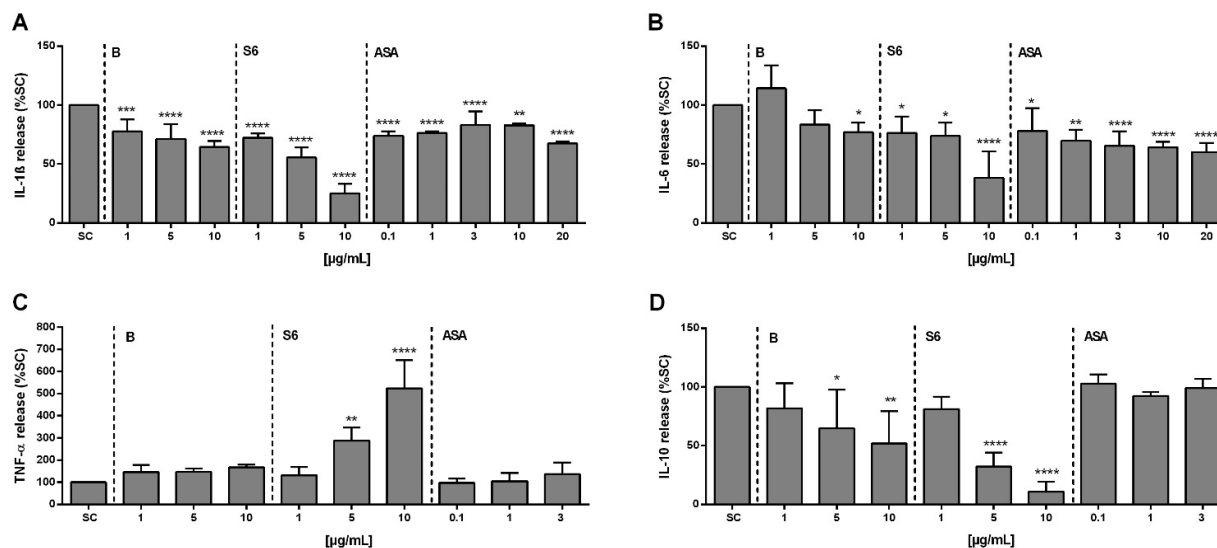 A
B S6 ASA
IL-1ß release (%SC)
150
100
50
0
*** **** **** **** **** **** **** **** **** ** ****
SC 1 5 10 1 5 10 0.1 1 3 10 20
[µg/mL]
B
B S6 ASA
IL-6 release (%SC)
150
100
50
0
* * * **** * ** **** **** ****
SC 1 5 10 1 5 10 0.1 1 3 10 20
[µg/mL]
C
B S6 ASA
TNF-α release (%SC)
800
700
600
500
400
300
200
100
0
** ****
SC 1 5 10 1 5 10 0.1 1 3
[µg/mL]
D
B S6 ASA
IL-10 release (%SC)
150
100
50
0
* ** **** ****
SC 1 5 10 1 5 10 0.1 1 3
[µg/mL]